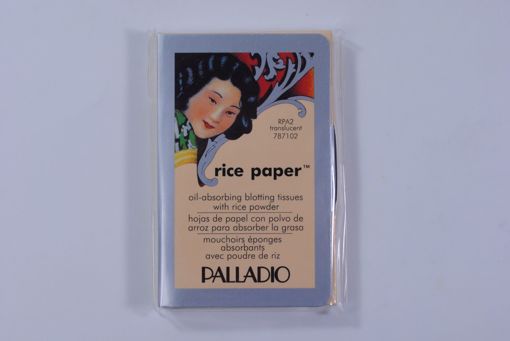 RPA2
translucent
787102
rice paper™
oil-absorbing blotting tissues
with rice powder
hojas de papel con polvo de
arroz para absorber la grasa
mouchoirs éponges
absorbants
avec poudre de riz
PALLADIO